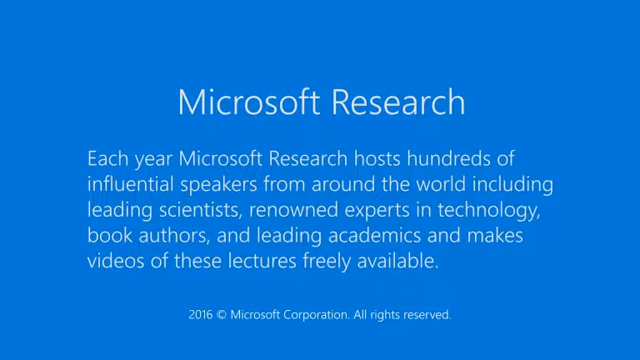 Microsoft Research
Each year Microsoft Research hosts hundreds of
influential speakers from around the world including
leading scientists, renowned experts in technology,
book authors, and leading academics and makes
videos of these lectures freely available.
2016 © Microsoft Corporation. All rights reserved.